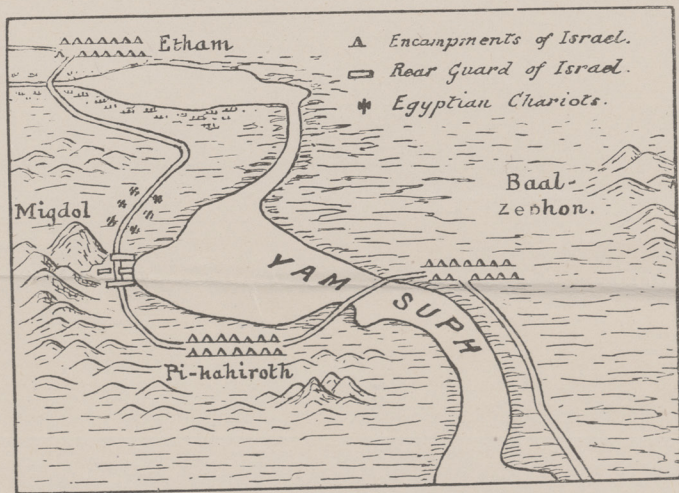 Etham
Encampments of Israel.
Rear Guard of Israel.
Egyptian Chariots.
Baal-
Zephon.
Migdol
YAM SUPH
Pi-hahiroth